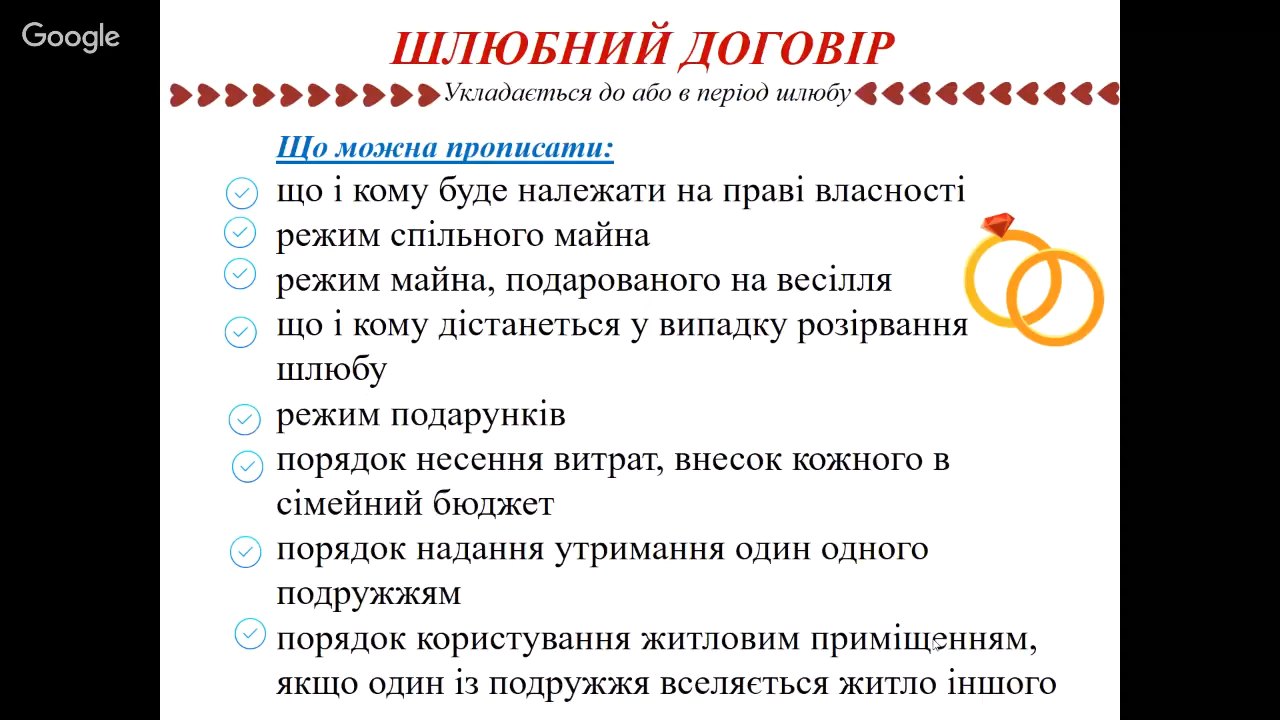 Google
ШЛЮБНИЙ ДОГОВІР
Укладається до або в період шлюбу
Що можна прописати:
що і кому буде належати на праві власності
режим спільного майна
режим майна, подарованого на весілля
що і кому дістанеться у випадку розірвання
шлюбу
режим подарунків
порядок несення витрат, внесок кожного в
сімейний бюджет
порядок надання утримання один одного
подружжям
порядок користування житловим приміщенням,
якщо один із подружжя вселяється житло іншого